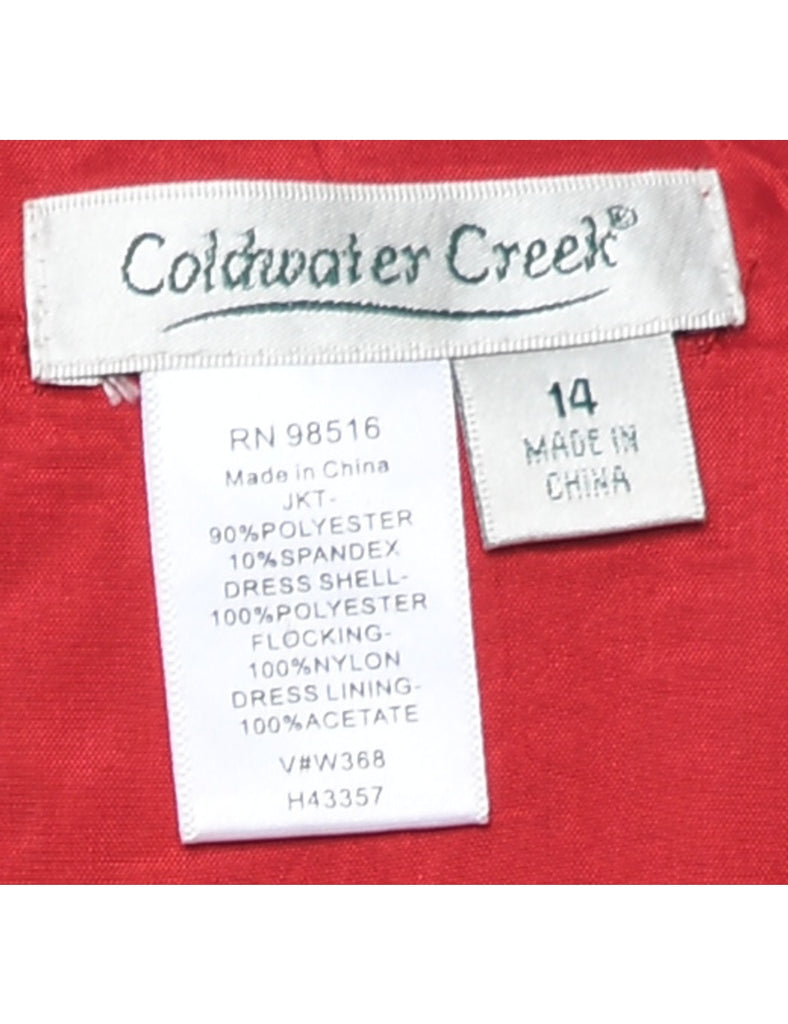 Coldwater Creek®
14
MADE IN
CHINA
RN 98516
Made in China
JKT-
90%POLYESTER
10%SPANDEX
DRESS SHELL-
100%POLYESTER
FLOCKING-
100%NYLON
DRESS LINING-
100%ACETATE
V#W368
H43357